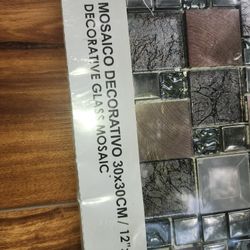 MOSAICO DECORATIVO 30x30CM / 12"
DECORATIVE GLASS MOSAIC